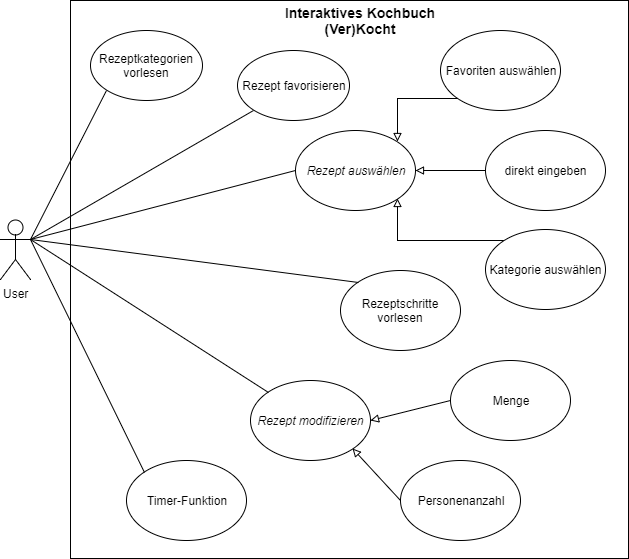 Interaktives Kochbuch
(Ver)Kocht
Rezeptkategorien
vorlesen
Rezept favorisieren
Favoriten auswählen
Rezept auswählen
direkt eingeben
Kategorie auswählen
User
Rezeptschritte
vorlesen
Rezept modifizieren
Menge
Timer-Funktion
Personenanzahl